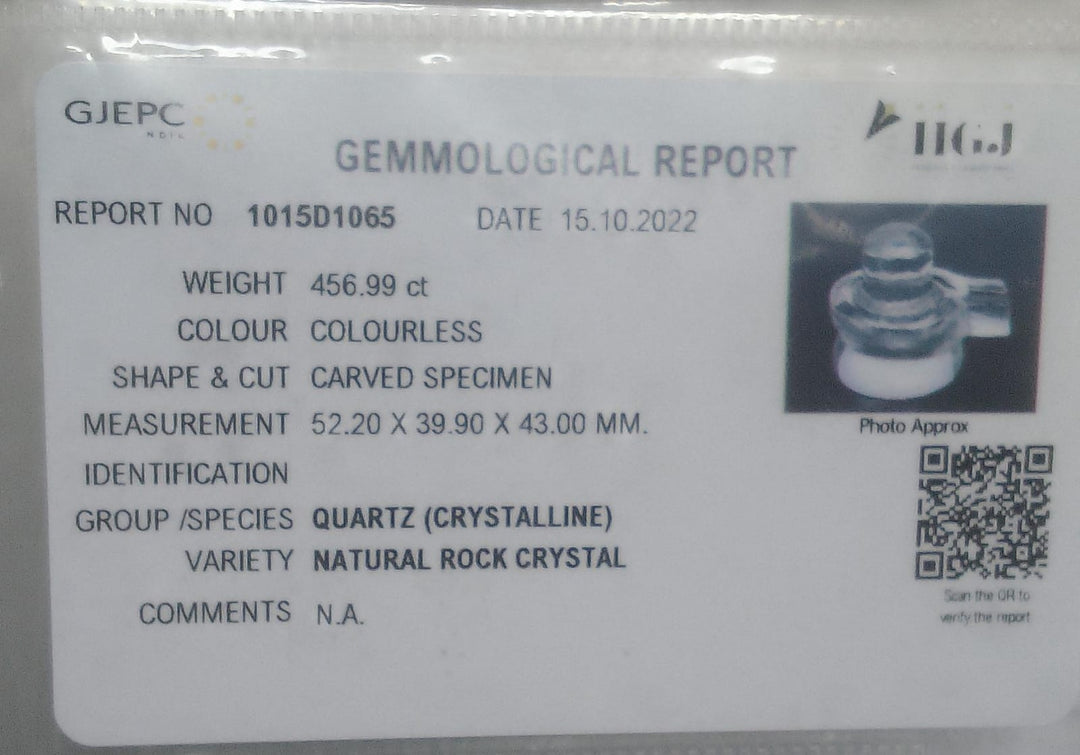 GJEPC
INDIA
IIGJ
GEMMOLOGICAL REPORT
REPORT NO 1015D1065 DATE 15.10.2022
WEIGHT 456.99 ct
COLOUR COLOURLESS
SHAPE & CUT CARVED SPECIMEN
MEASUREMENT 52.20 X 39.90 X 43.00 MM.
IDENTIFICATION
GROUP /SPECIES QUARTZ (CRYSTALLINE)
VARIETY NATURAL ROCK CRYSTAL
COMMENTS N.A.
Photo Approx
Scan the QR to
verify the report